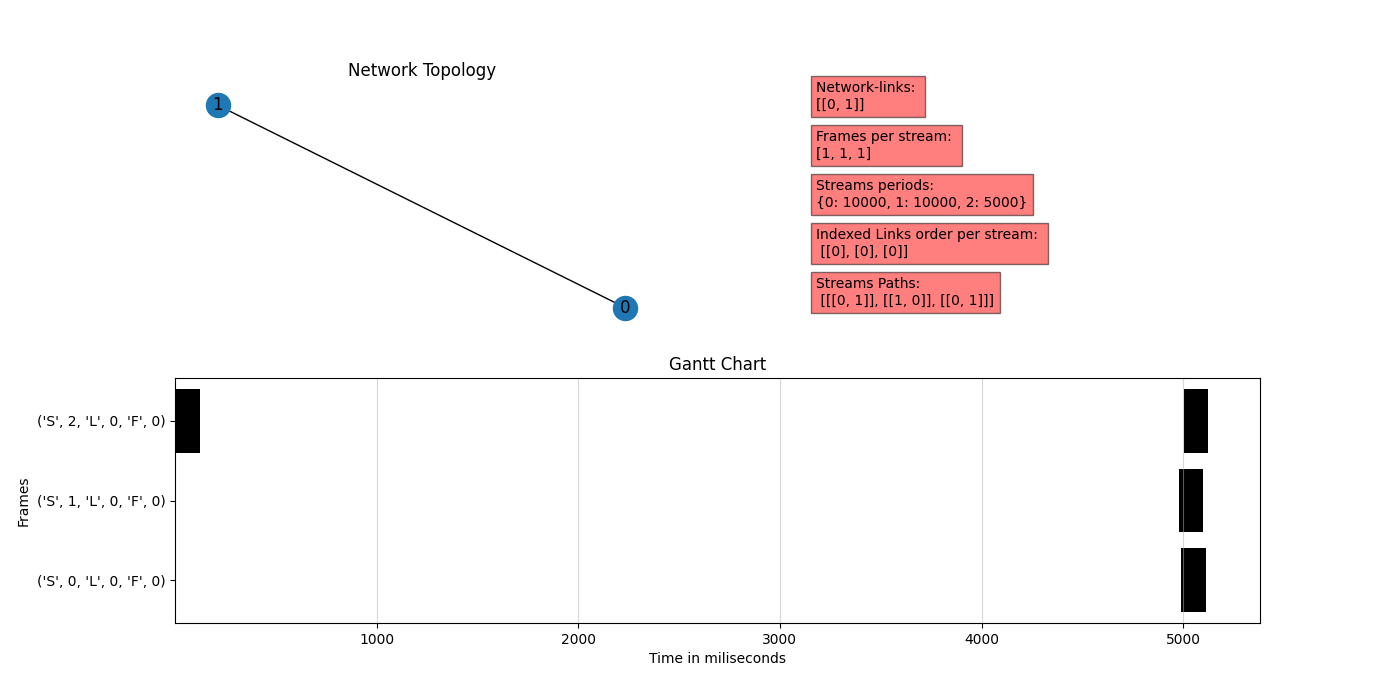 Network Topology
1
0
Network-links:
[[0, 1]]
Frames per stream:
[1, 1, 1]
Streams periods:
{0: 10000, 1: 10000, 2: 5000}
Indexed Links order per stream:
[[0], [0], [0]]
Streams Paths:
[[[0, 1]], [[1, 0]], [[0, 1]]]
Gantt Chart
Frames
('S', 2, 'L', 0, 'F', 0)
('S', 1, 'L', 0, 'F', 0)
('S', 0, 'L', 0, 'F', 0)
1000 2000 3000 4000 5000
Time in miliseconds